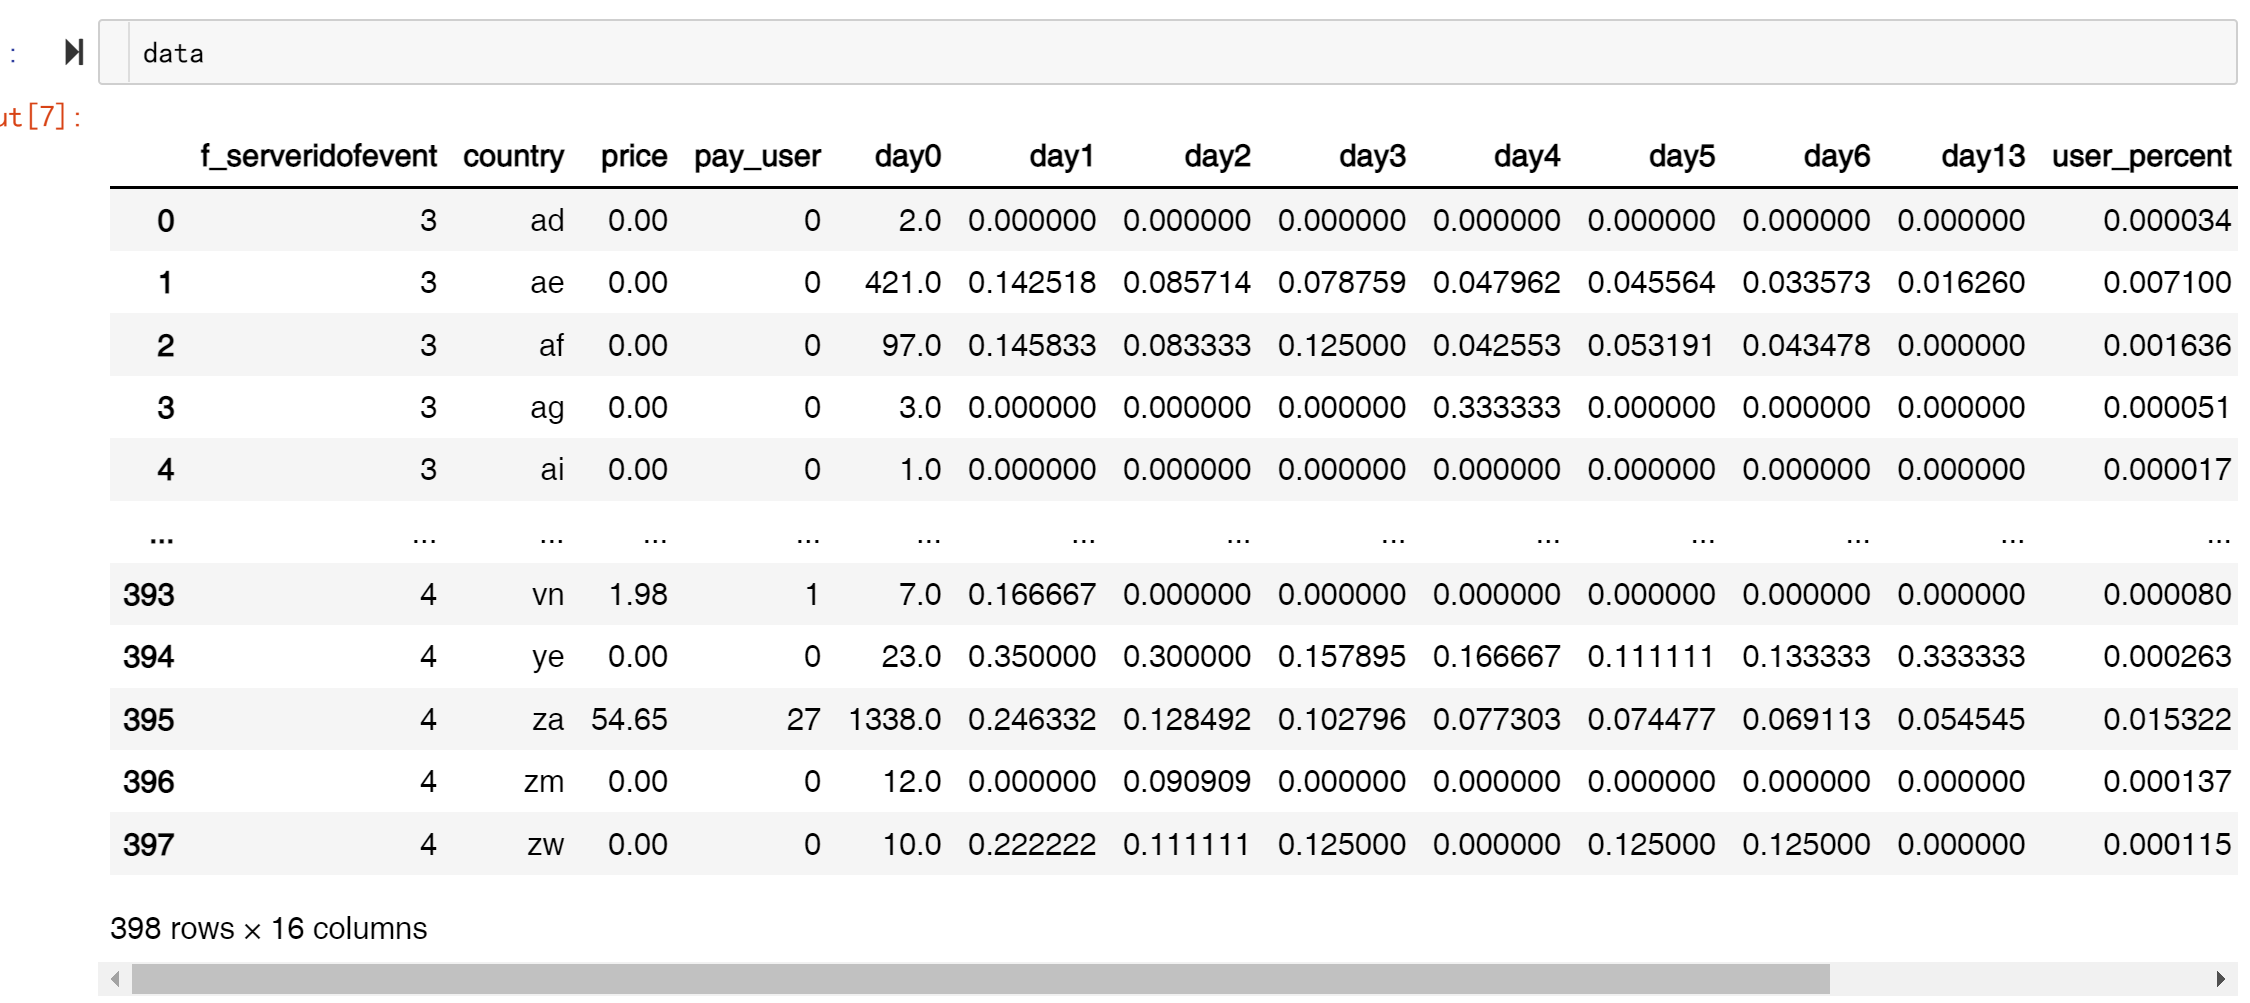 :
data
ut[7]:
f_serveridofevent country price pay_user day0 day1 day2 day3 day4 day5 day6 day13 user_percent
0 3 ad 0.00 0 2.0 0.000000 0.000000 0.000000 0.000000 0.000000 0.000000 0.000000 0.000034
1 3 ae 0.00 0 421.0 0.142518 0.085714 0.078759 0.047962 0.045564 0.033573 0.016260 0.007100
2 3 af 0.00 0 97.0 0.145833 0.083333 0.125000 0.042553 0.053191 0.043478 0.000000 0.001636
3 3 ag 0.00 0 3.0 0.000000 0.000000 0.000000 0.333333 0.000000 0.000000 0.000000 0.000051
4 3 ai 0.00 0 1.0 0.000000 0.000000 0.000000 0.000000 0.000000 0.000000 0.000000 0.000017
... ... ... ... ... ... ... ... ... ... ... ... ... ...
393 4 vn 1.98 1 7.0 0.166667 0.000000 0.000000 0.000000 0.000000 0.000000 0.000000 0.000080
394 4 ye 0.00 0 23.0 0.350000 0.300000 0.157895 0.166667 0.111111 0.133333 0.333333 0.000263
395 4 za 54.65 27 1338.0 0.246332 0.128492 0.102796 0.077303 0.074477 0.069113 0.054545 0.015322
396 4 zm 0.00 0 12.0 0.000000 0.090909 0.000000 0.000000 0.000000 0.000000 0.000000 0.000137
397 4 zw 0.00 0 10.0 0.222222 0.111111 0.125000 0.000000 0.125000 0.125000 0.000000 0.000115
398 rows × 16 columns